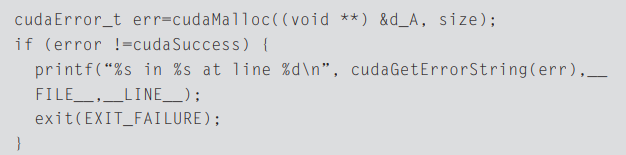 cudaError_t err=cudaMalloc((void **) &d_A, size);
if (error !=cudaSuccess) {
printf(“%s in %s at line %d\n”, cudaGetErrorString(err),__
FILE__,__LINE__);
exit(EXIT_FAILURE);
}